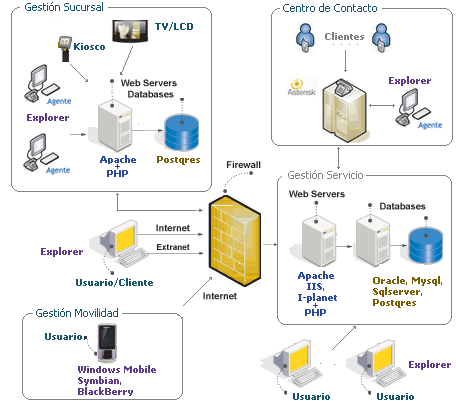 Gestión Sucursal
TV/LCD
Kiosco
Web Servers
Databases
Agente
Explorer
Agente
Apache
+
PHP
Postqres
Centro de Contacto
Clientes
Asterisk
Explorer
Agente
Firewall
Internet
Extranet
Explorer
Usuario/Cliente
Internet
Gestión Servicio
Web Servers
Databases
Apache
IIS,
I-planet
+
PHP
Oracle, Mysql,
Sqlserver,
Postqres
Gestión Movilidad
Usuario
Windows Mobile
Symbian,
BlackBerry
Explorer
Usuario
Usuario